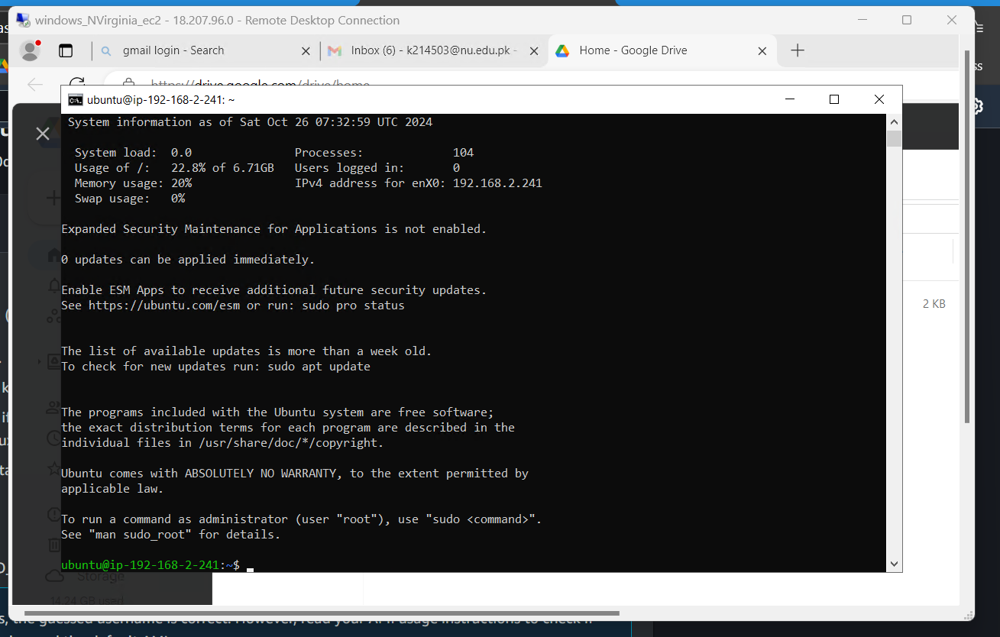 windows_NVirginia_ec2 - 18.207.96.0 - Remote Desktop Connection
gmail login - Search
Inbox (6) - k214503@nu.edu.pk -
Home - Google Drive
https://drive.google.com/drive/home
ubuntu@ip-192-168-2-241: ~
System information as of Sat Oct 26 07:32:59 UTC 2024
System load: 0.0 Processes: 104
Usage of /: 22.8% of 6.71GB Users logged in: 0
Memory usage: 20% IPv4 address for enX0: 192.168.2.241
Swap usage: 0%
Expanded Security Maintenance for Applications is not enabled.
0 updates can be applied immediately.
Enable ESM Apps to receive additional future security updates.
See https://ubuntu.com/esm or run: sudo pro status
2 KB
The list of available updates is more than a week old.
To check for new updates run: sudo apt update
The programs included with the Ubuntu system are free software;
the exact distribution terms for each program are described in the
individual files in /usr/share/doc/*/copyright.
Ubuntu comes with ABSOLUTELY NO WARRANTY, to the extent permitted by
applicable law.
To run a command as administrator (user "root"), use "sudo <command>".
See "man sudo_root" for details.
ubuntu@ip-192-168-2-241:~$
Storage
14.24 GB used